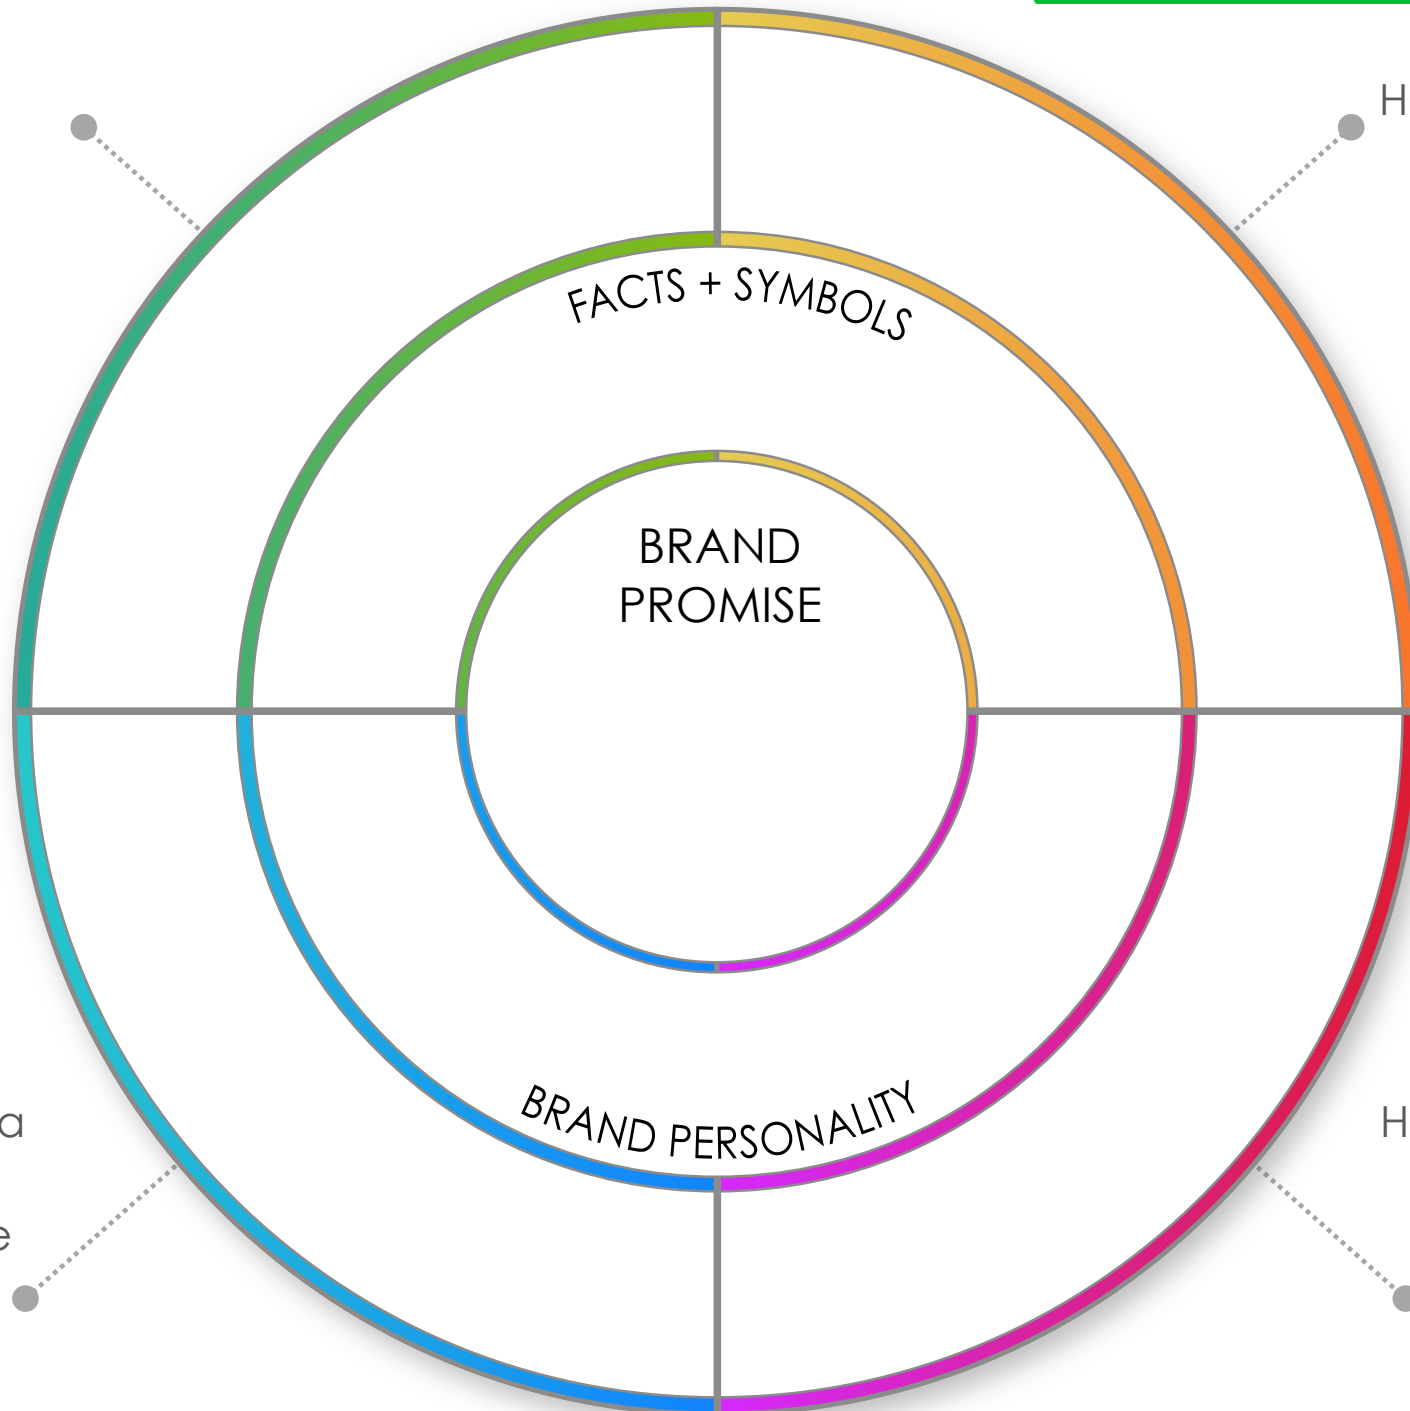 H
FACTS + SYMBOLS
BRAND
PROMISE
BRAND PERSONALITY
a
H
e